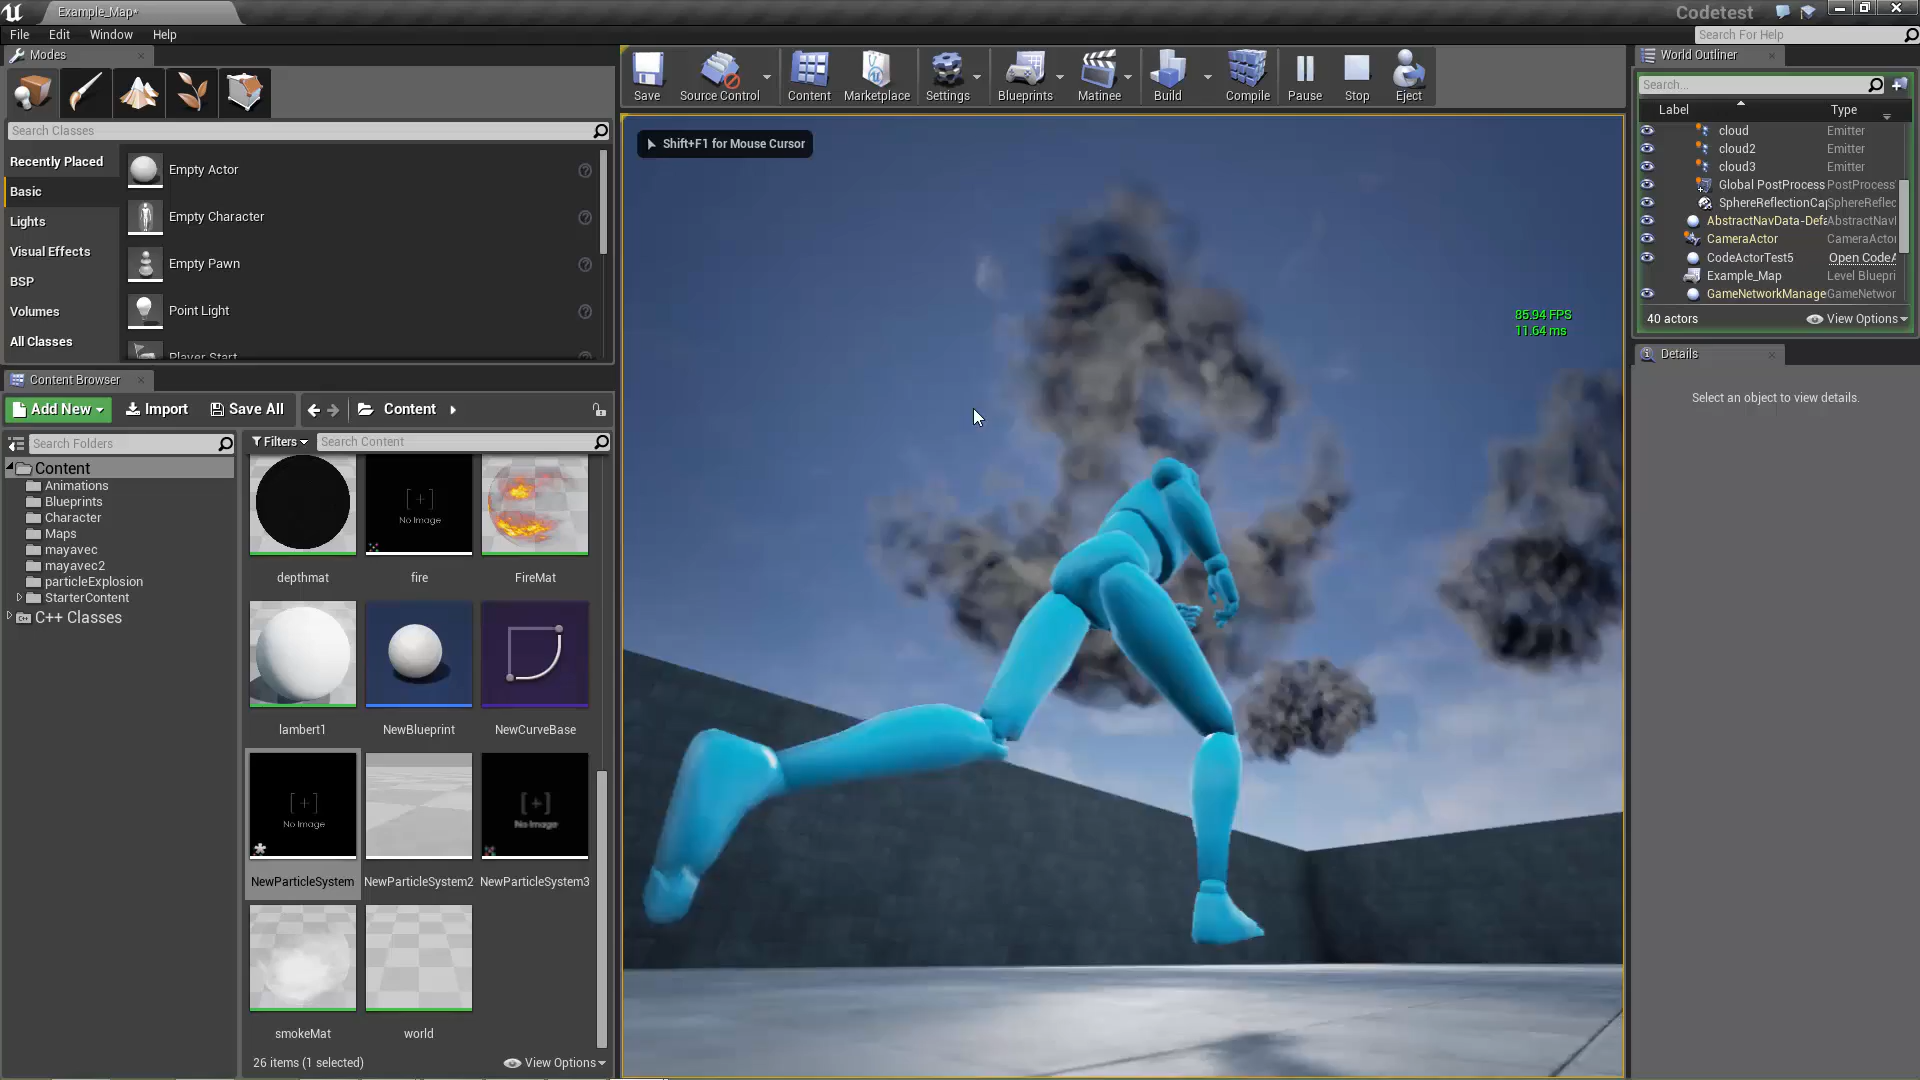 Example_Map*
Codetest
File Edit Window Help
Search For Help
Modes
Search Classes
Recently Placed
Basic
Lights
Visual Effects
BSP
Volumes
All Classes
Empty Actor
Empty Character
Empty Pawn
Point Light
Player Start
Content Browser
Add New
Import
Save All
Content
Search Folders
Filters
Search Content
Content
Animations
Blueprints
Character
Maps
mayavec
mayavec2
particleExplosion
StarterContent
C++ Classes
No Image
depthmat
fire
FireMat
lambert1
NewBlueprint
NewCurveBase
No Image
No Image
NewParticleSystem
NewParticleSystem2
NewParticleSystem3
smokeMat
world
26 items (1 selected)
View Options
Save
Source Control
Content
Marketplace
Settings
Blueprints
Matinee
Build
Compile
Pause
Stop
Eject
Shift+F1 for Mouse Cursor
85.94 FPS
11.64 ms
World Outliner
Search...
Label Type
cloud Emitter
cloud2 Emitter
cloud3 Emitter
Global PostProcess PostProcess
SphereReflectionCap SphereReflec
AbstractNavData-Defa AbstractNavI
CameraActor CameraActo
CodeActorTest5 Open CodeA
Example_Map Level Bluepri
GameNetworkManage GameNetwor
40 actors
View Options
Details
Select an object to view details.